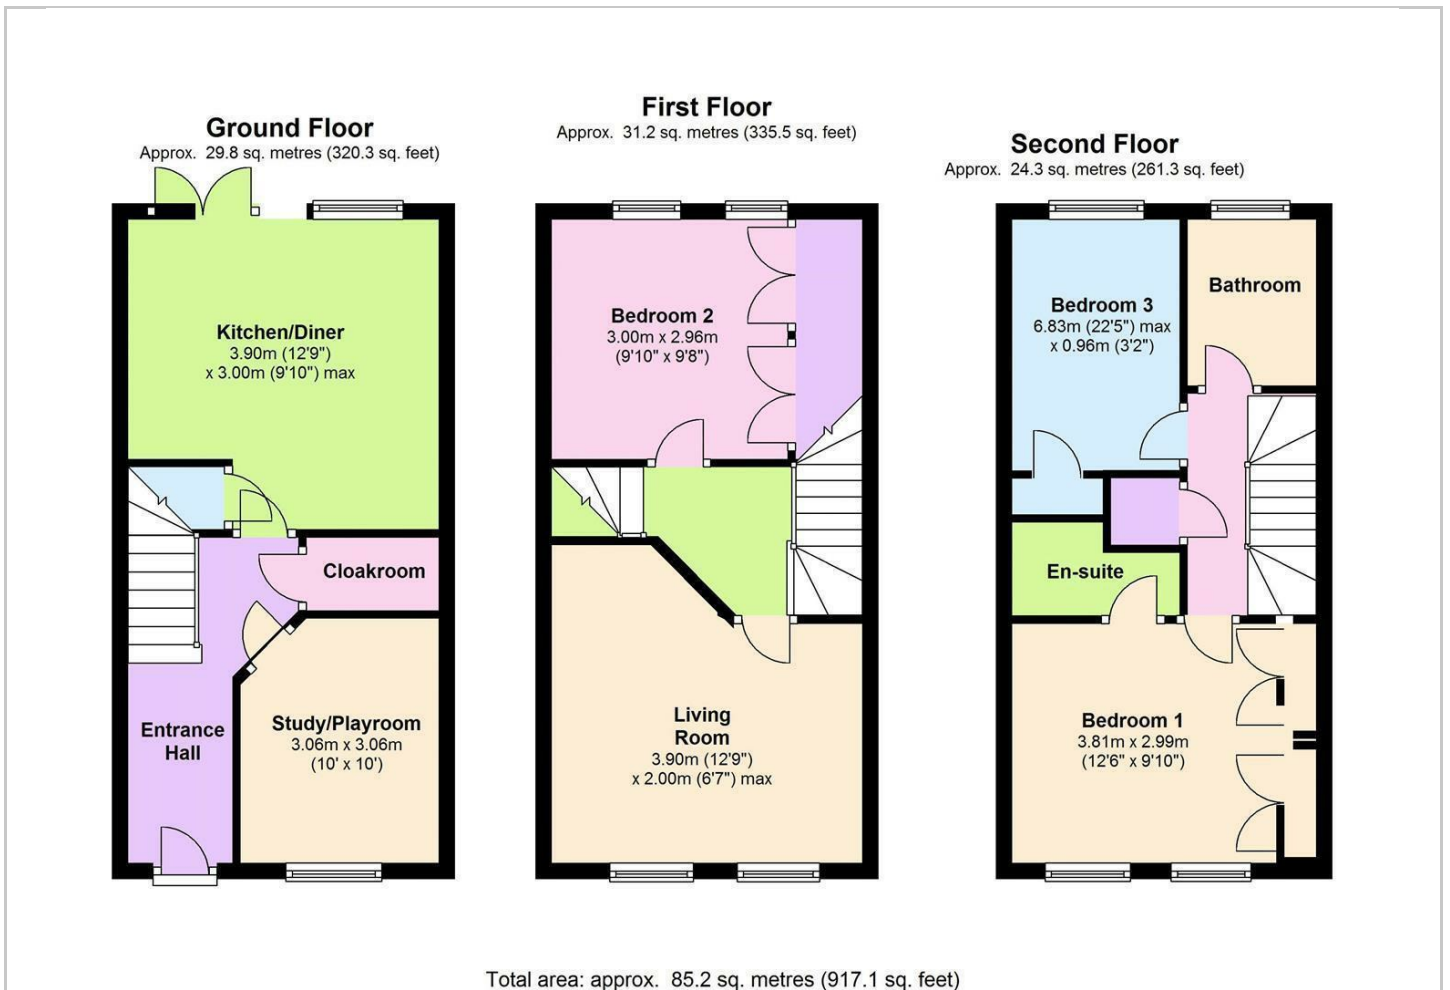 Ground Floor
Approx. 29.8 sq. metres (320.3 sq. feet)
Kitchen/Diner
3.90m (12'9")
x 3.00m (9'10") max
Cloakroom
Study/Playroom
3.06m x 3.06m
(10' x 10')
Entrance
Hall
First Floor
Approx. 31.2 sq. metres (335.5 sq. feet)
Bedroom 2
3.00m x 2.96m
(9'10" x 9'8")
Living
Room
3.90m (12'9")
x 2.00m (6'7") max
Second Floor
Approx. 24.3 sq. metres (261.3 sq. feet)
Bedroom 3
6.83m (22'5") max
x 0.96m (3'2")
Bathroom
En-suite
Bedroom 1
3.81m x 2.99m
(12'6" x 9'10")
Total area: approx. 85.2 sq. metres (917.1 sq. feet)